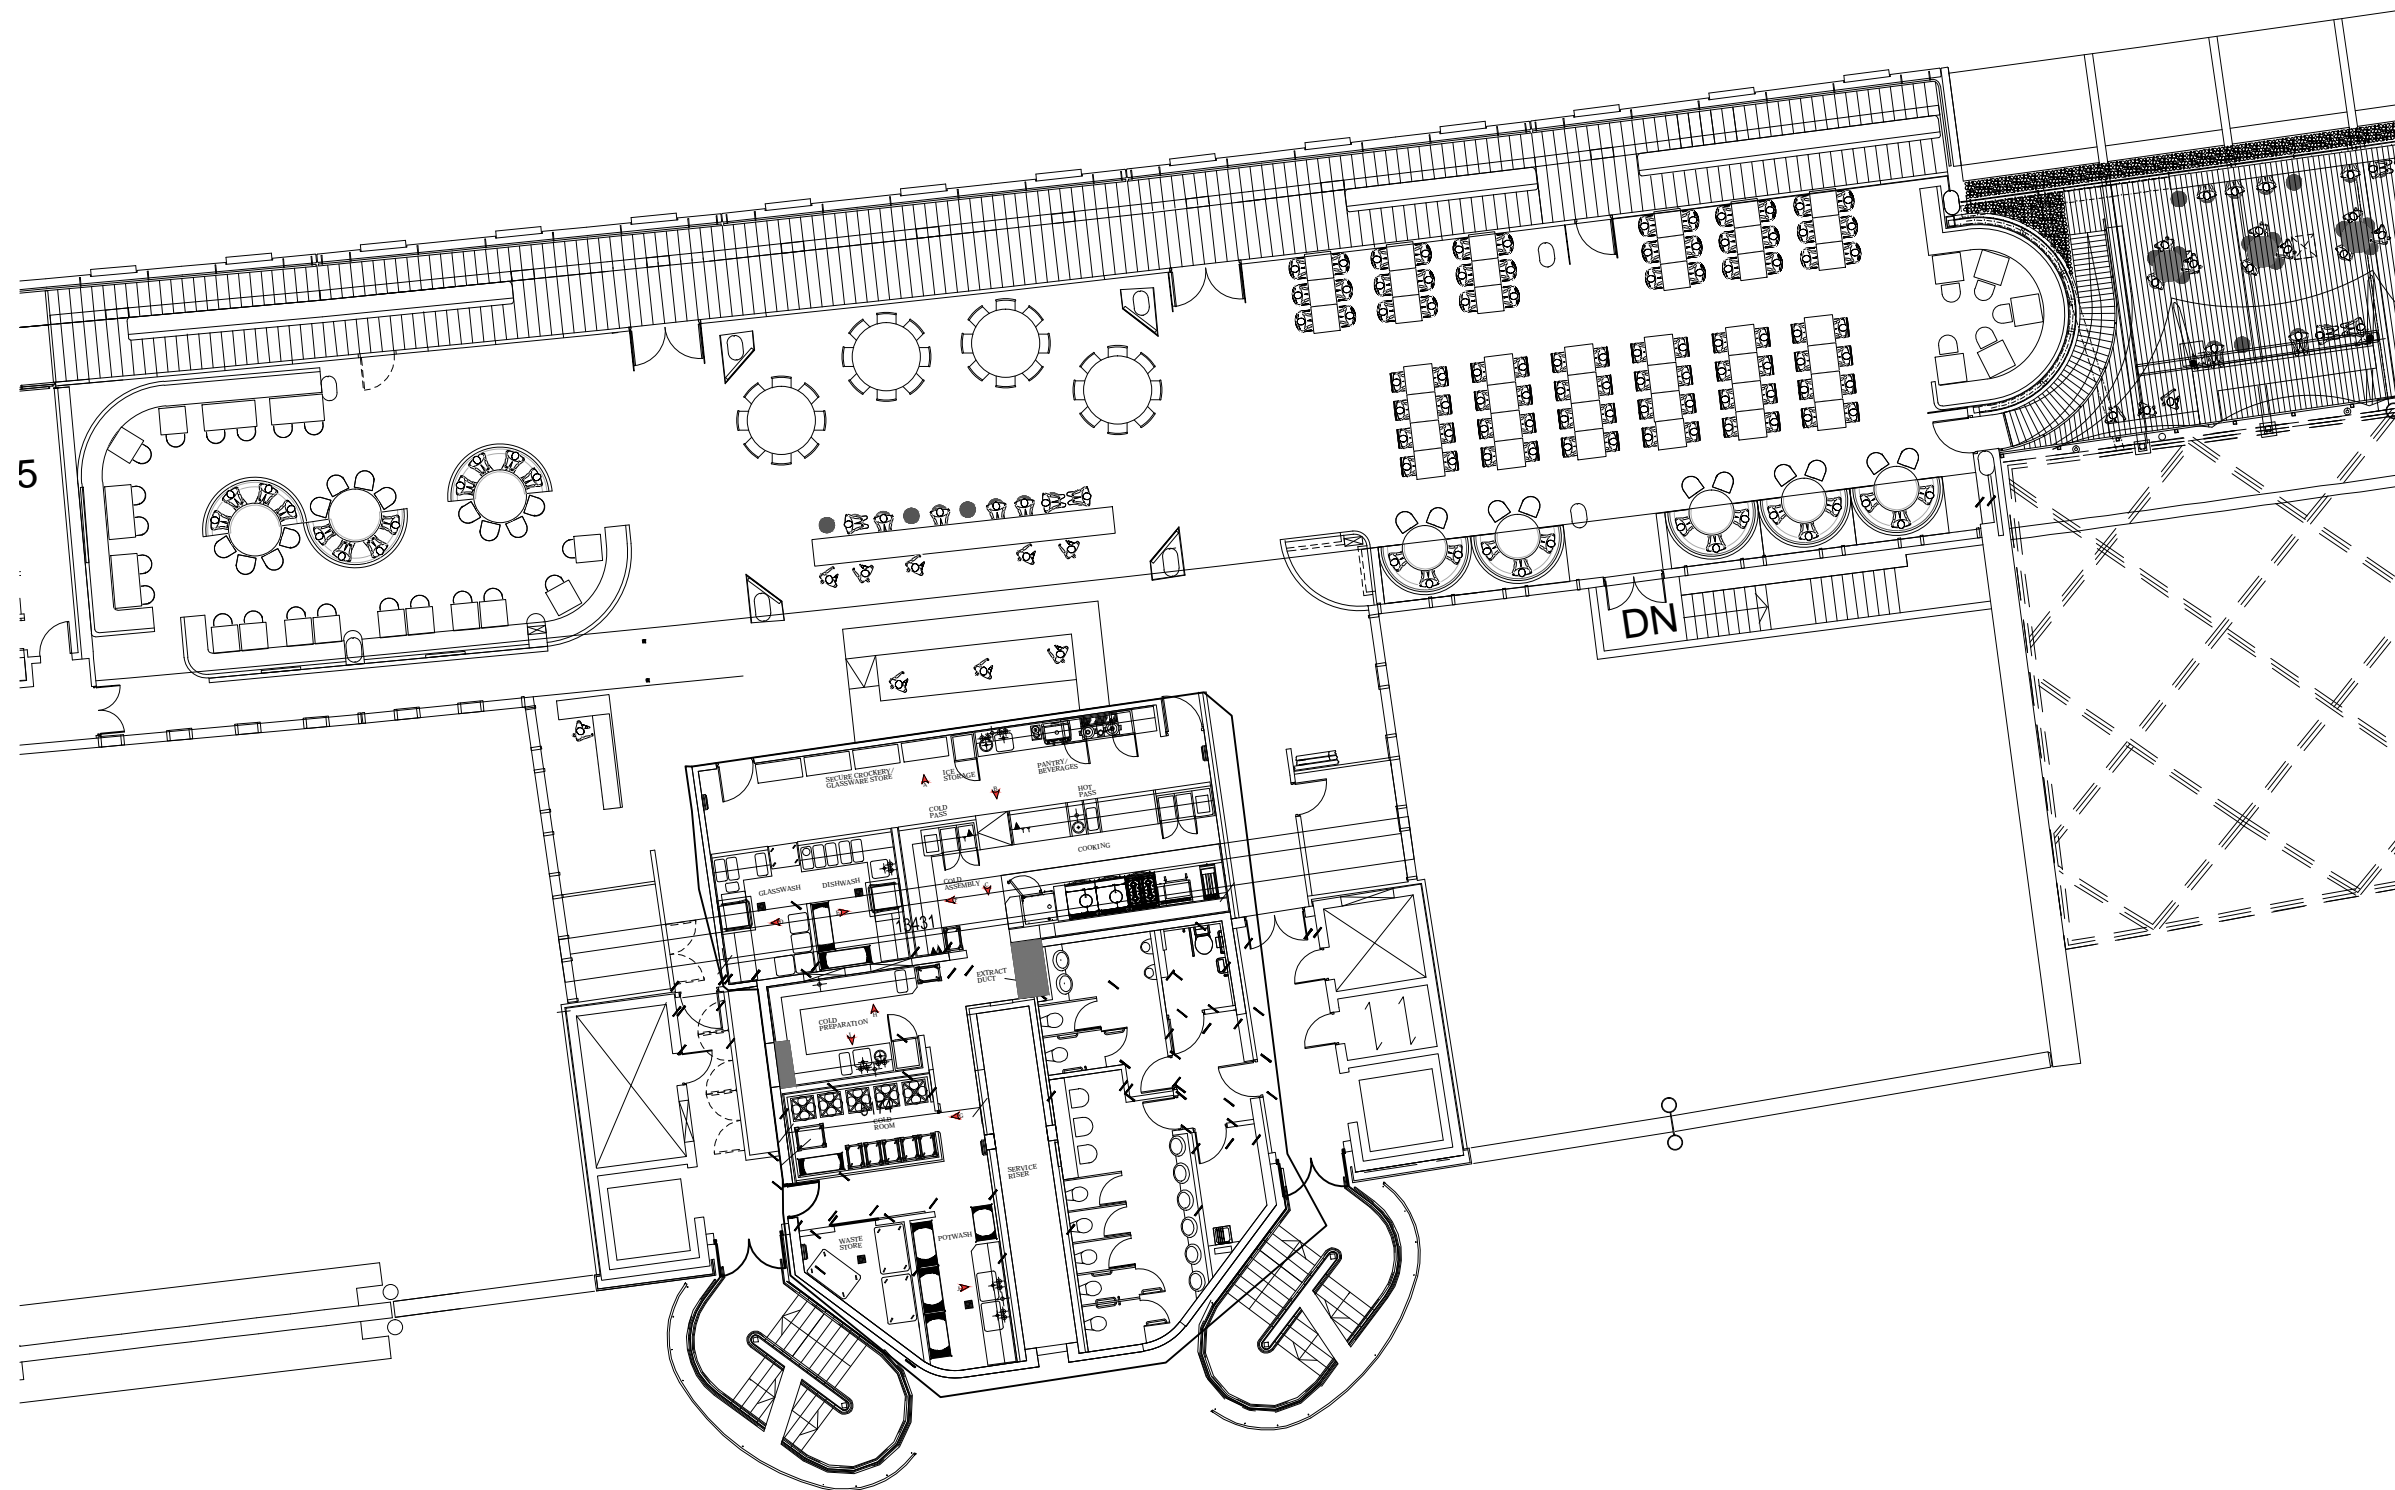 5
DN
SECURE CROCKERY/
GLASSWARE STORE
ICE
STORAGE
PANTRY/
BEVERAGES
COLD
PASS
HOT
PASS
COOKING
GLASSWASH
DISHWASH
COLD
ASSEMBLY
13431
EXTRACT
DUCT
COLD
PREPARATION
COLD
ROOM
SERVICE
RISER
WASTE
STORE
POTWASH